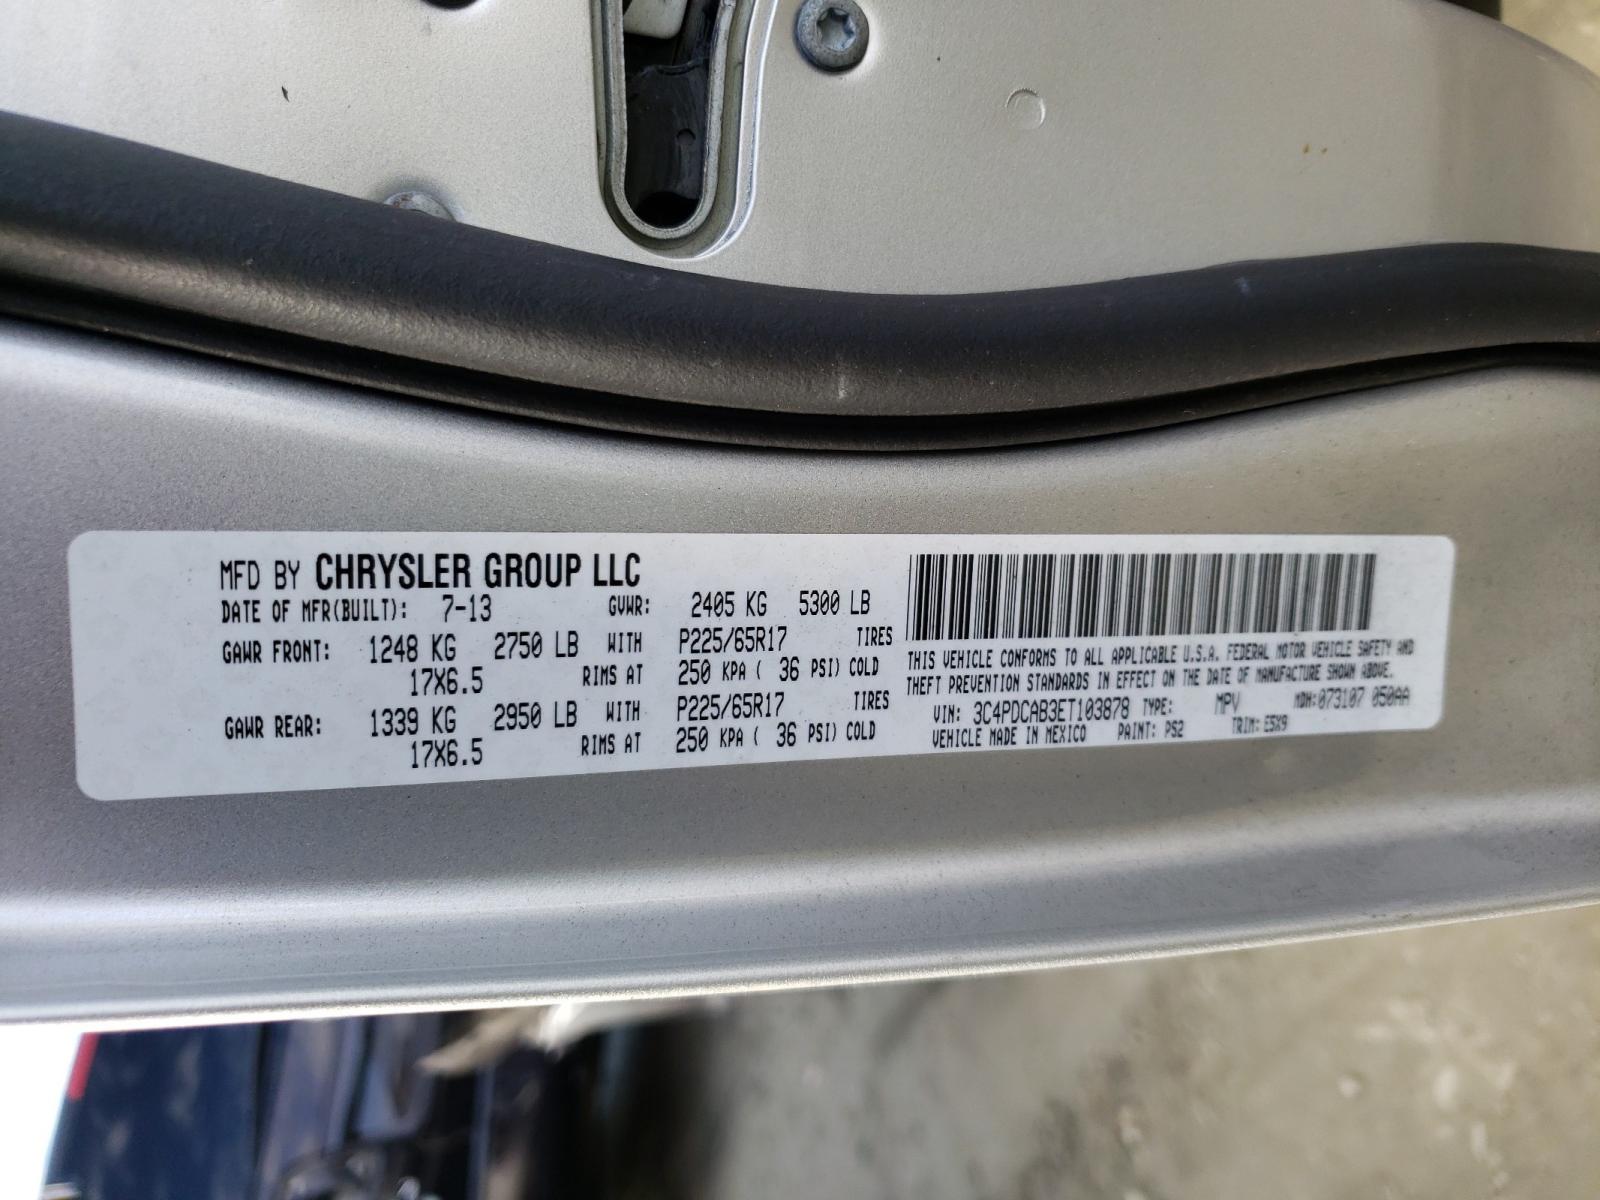 MFD BY CHRYSLER GROUP LLC
DATE OF MFR(BUILT): 7-13 GVWR: 2405 KG 5300 LB
GAWR FRONT: 1248 KG 2750 LB WITH P225/65R17 TIRES
17X6.5 RIMS AT 250 KPA ( 36 PSI) COLD
GAWR REAR: 1339 KG 2950 LB WITH P225/65R17 TIRES
17X6.5 RIMS AT 250 KPA ( 36 PSI) COLD
THIS VEHICLE CONFORMS TO ALL APPLICABLE U.S.A. FEDERAL MOTOR VEHICLE SAFETY AND
THEFT PREVENTION STANDARDS IN EFFECT ON THE DATE OF MANUFACTURE SHOWN ABOVE.
VIN: 3C4PDCAB3ET103878 TYPE: MPV MDH:073107 050AA
VEHICLE MADE IN MEXICO PAINT: PS2 TRIM: E5X9